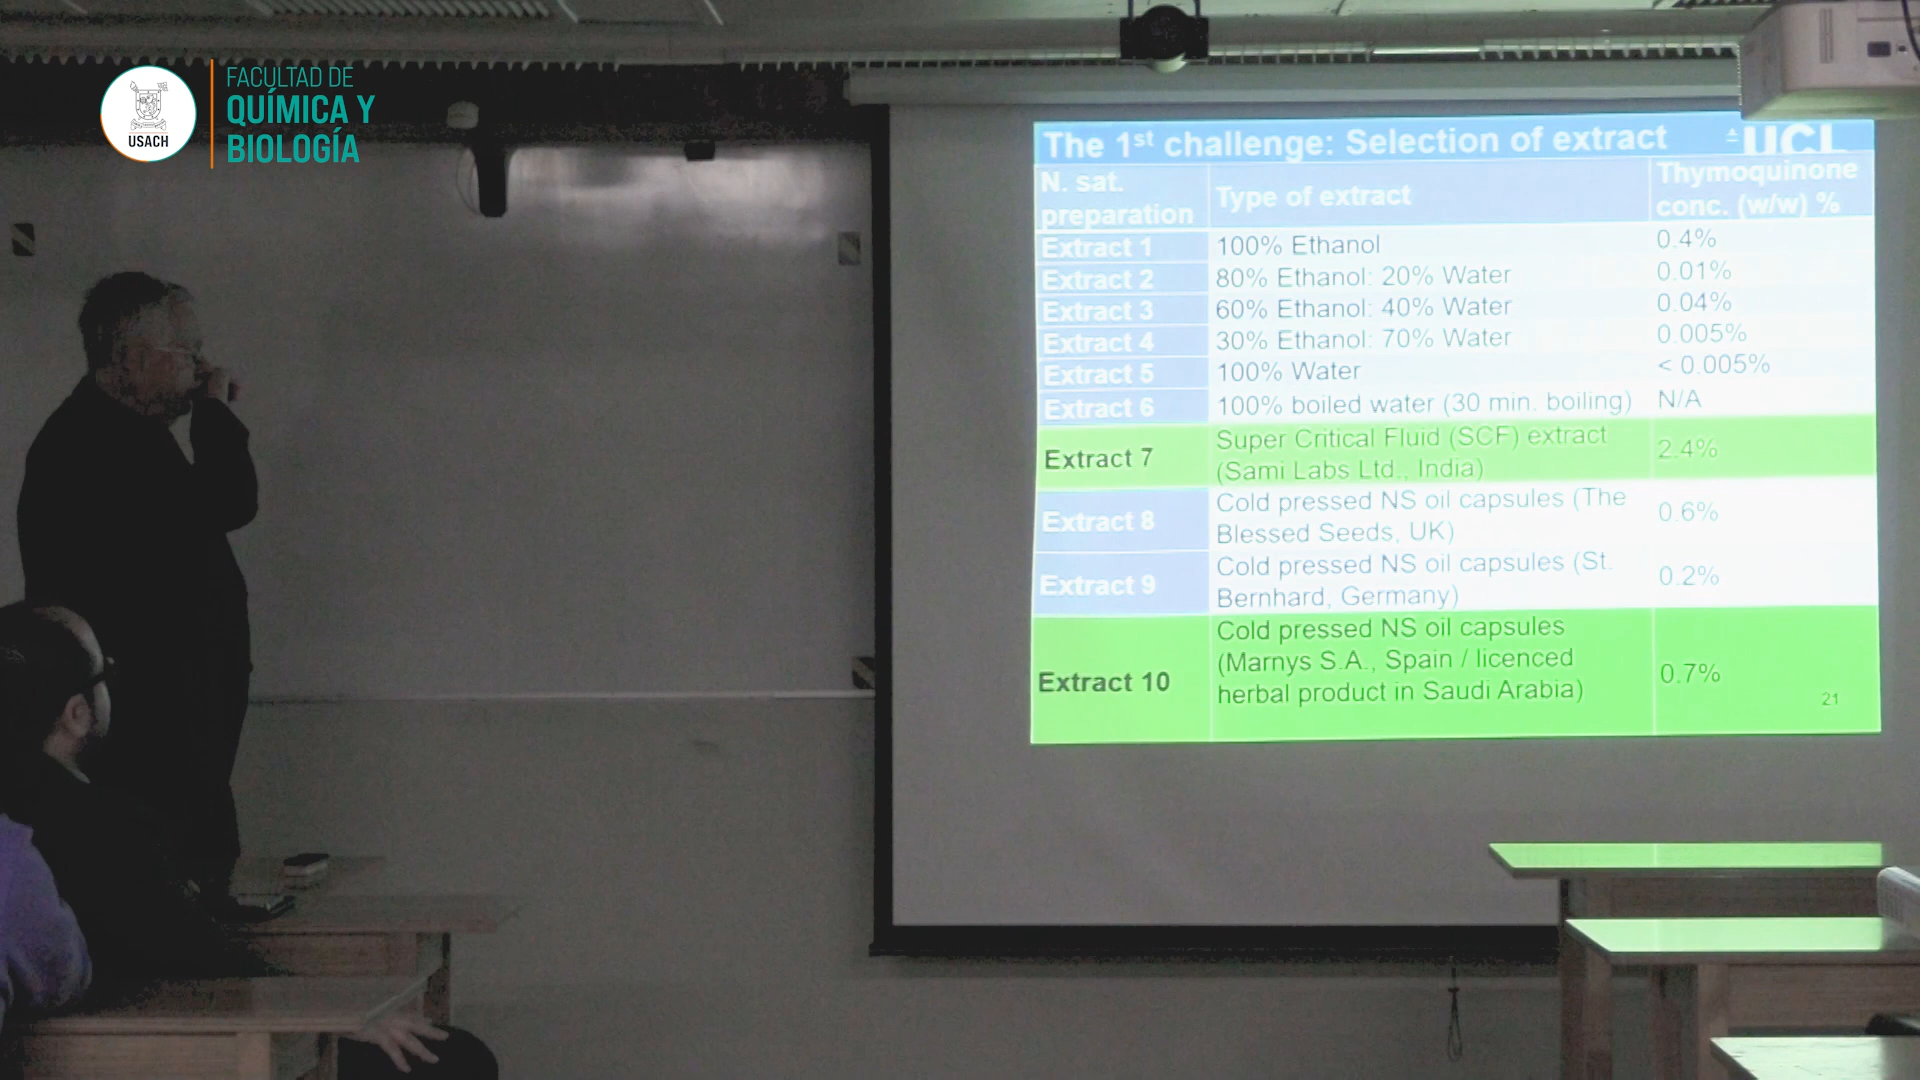 USACH
FACULTAD DE
QUÍMICA Y
BIOLOGÍA
The 1st challenge: Selection of extract
UCL
N. sat.
preparation
Type of extract
Thymoquinone
conc. (w/w) %
Extract 1 100% Ethanol 0.4%
Extract 2 80% Ethanol: 20% Water 0.01%
Extract 3 60% Ethanol: 40% Water 0.04%
Extract 4 30% Ethanol: 70% Water 0.005%
Extract 5 100% Water < 0.005%
Extract 6 100% boiled water (30 min. boiling) N/A
Extract 7
Super Critical Fluid (SCF) extract
(Sami Labs Ltd., India)
2.4%
Extract 8
Cold pressed NS oil capsules (The
Blessed Seeds, UK)
0.6%
Extract 9
Cold pressed NS oil capsules (St.
Bernhard, Germany)
0.2%
Extract 10
Cold pressed NS oil capsules
(Marnys S.A., Spain / licenced
herbal product in Saudi Arabia)
0.7%
21